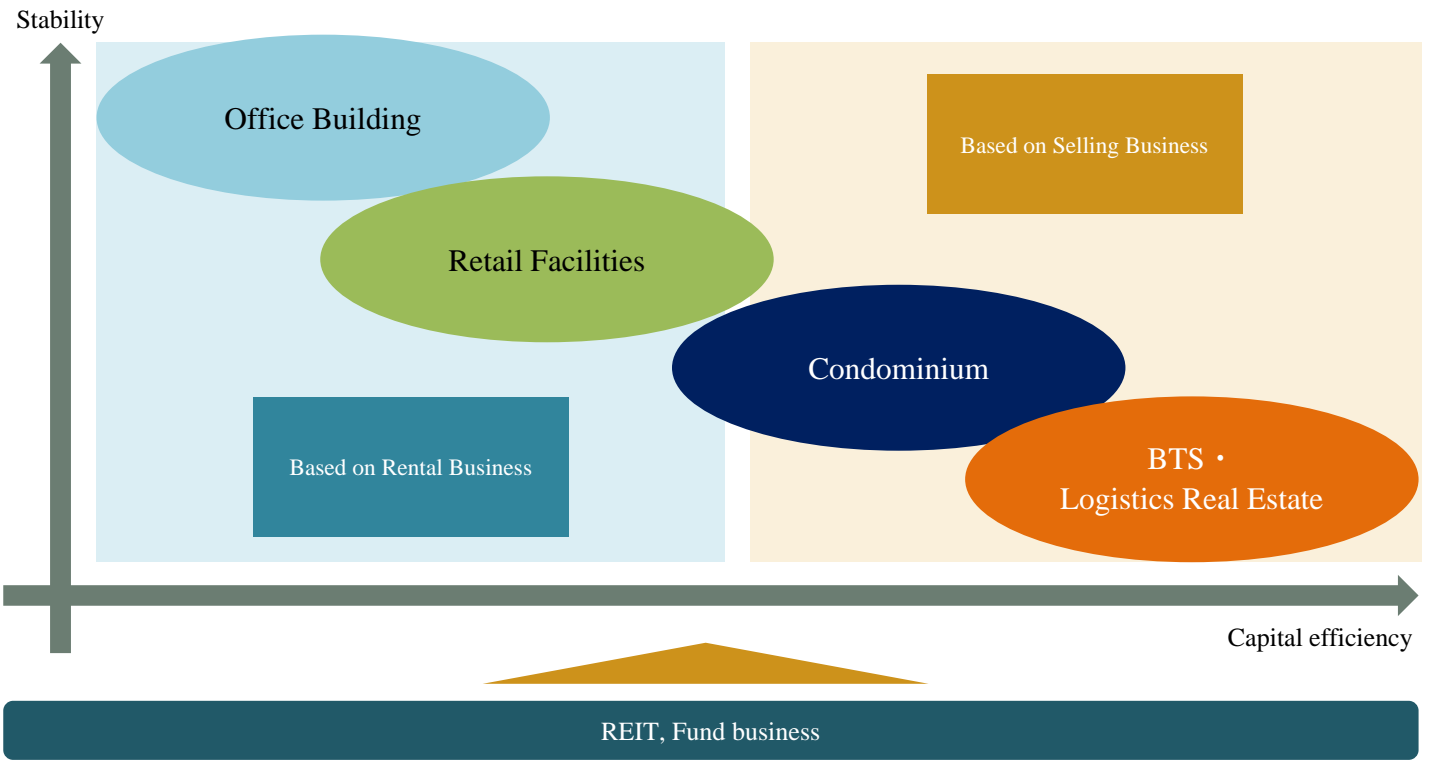 Stability
Office Building
Based on Selling Business
Retail Facilities
Condominium
Based on Rental Business
BTS・
Logistics Real Estate
Capital efficiency
REIT, Fund business